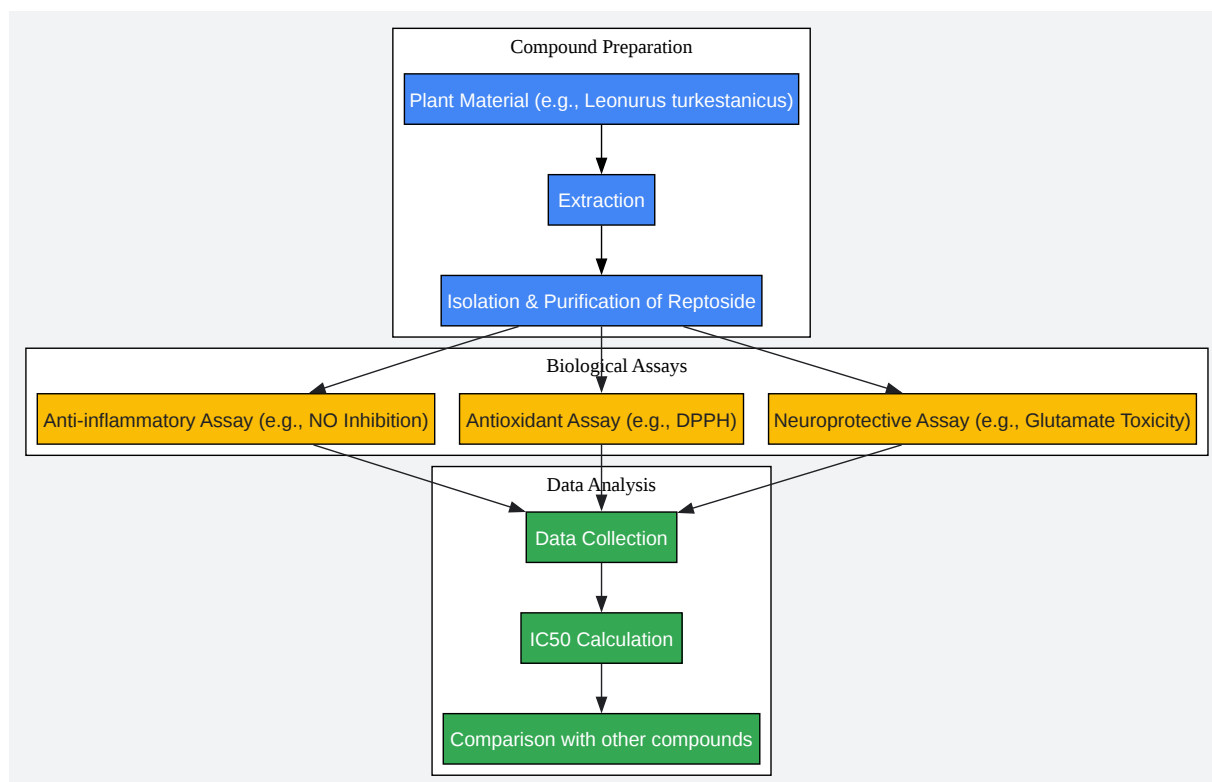 Compound Preparation
Plant Material (e.g., Leonurus turkestanicus)
Extraction
Isolation & Purification of Reptoside
Biological Assays
Anti-inflammatory Assay (e.g., NO Inhibition)
Antioxidant Assay (e.g., DPPH)
Neuroprotective Assay (e.g., Glutamate Toxicity)
Data Analysis
Data Collection
IC50 Calculation
Comparison with other compounds